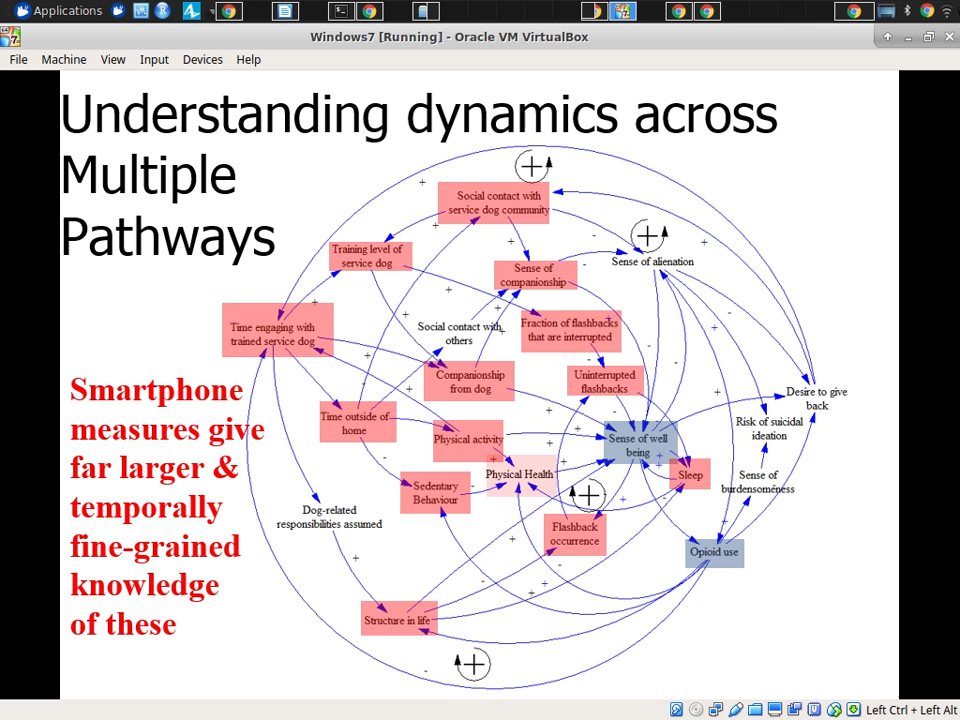 Applications
Windows7 [Running] - Oracle VM VirtualBox
File Machine View Input Devices Help
Understanding dynamics across
Multiple
Pathways
Social contact with
service dog community
Training level of
service dog
Sense of
companionship
Sense of alienation
Time engaging with
trained service dog
Social contact with
others
Fraction of flashbacks
that are interrupted
Companionship
from dog
Uninterrupted
flashbacks
Desire to give
back
Time outside of
home
Physical activity
Sense of well
being
Risk of suicidal
ideation
Physical Health
Sleep
Sense of
burdensomeness
Sedentary
Behaviour
Dog-related
responsibilities assumed
Flashback
occurrence
Opioid use
Structure in life
Smartphone
measures give
far larger &
temporally
fine-grained
knowledge
of these
Left Ctrl + Left Alt